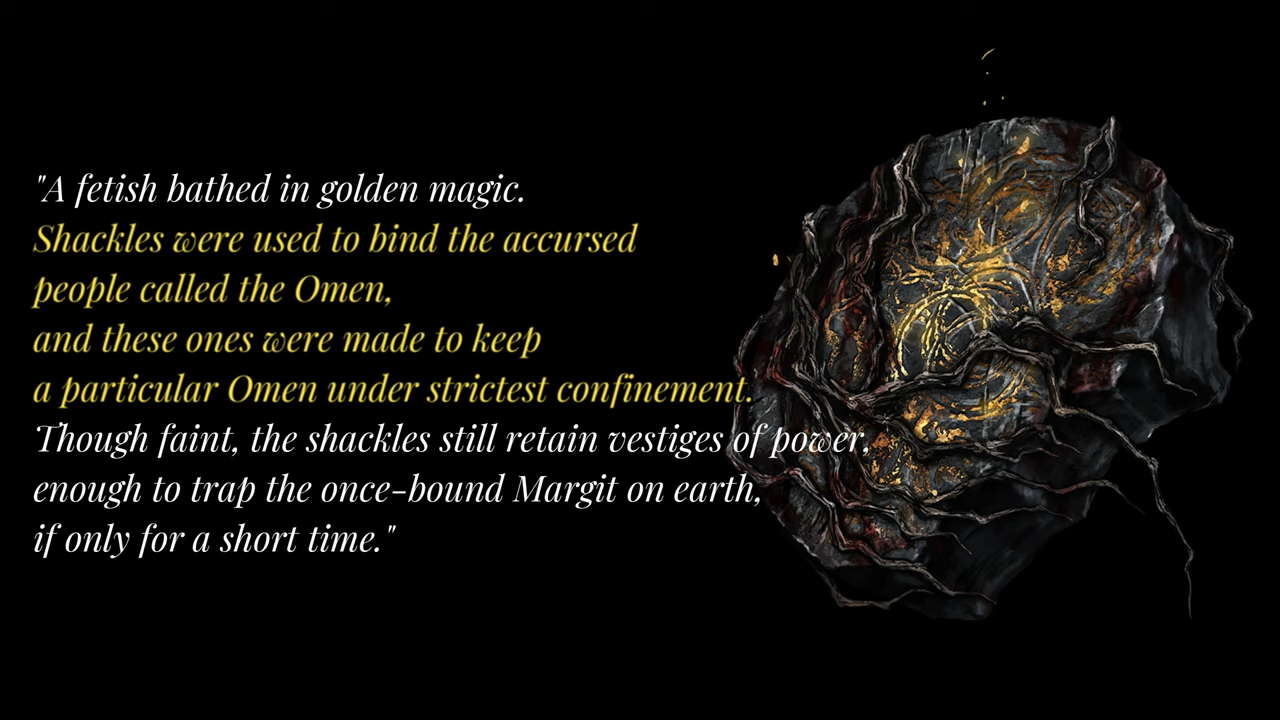 "A fetish bathed in golden magic.
Shackles were used to bind the accursed
people called the Omen,
and these ones were made to keep
a particular Omen under strictest confinement.
Though faint, the shackles still retain vestiges of power,
enough to trap the once-bound Margit on earth,
if only for a short time."